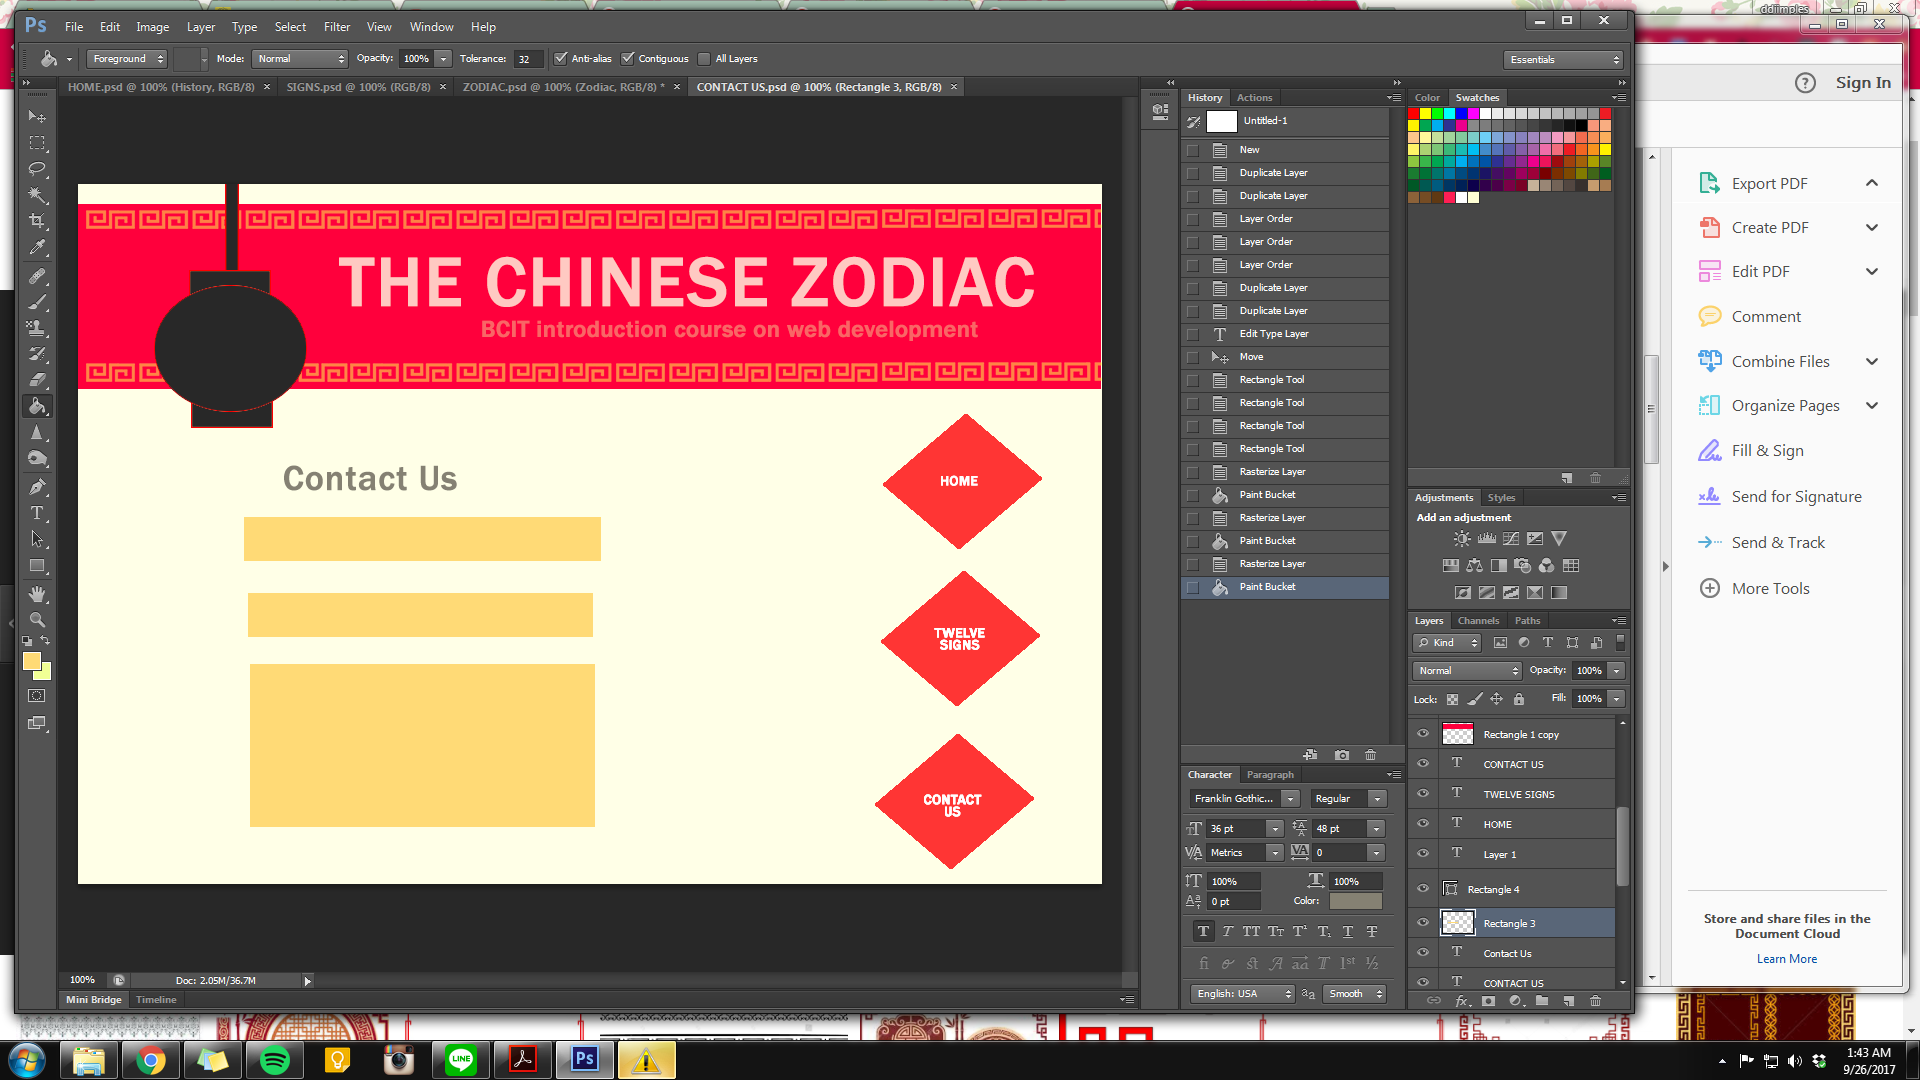 ddiimples
Ps File Edit Image Layer Type Select Filter View Window Help
Foreground Mode: Normal Opacity: 100% Tolerance: 32 Anti-alias Contiguous All Layers Essentials
HOME.psd @ 100% (History, RGB/8) × SIGNS.psd @ 100% (RGB/8) × ZODIAC.psd @ 100% (Zodiac, RGB/8) * × CONTACT US.psd @ 100% (Rectangle 3, RGB/8) ×
THE CHINESE ZODIAC
BCIT introduction course on web development
Contact Us
HOME
TWELVE
SIGNS
CONTACT
US
100% Doc: 2.05M/36.7M
Mini Bridge Timeline
History Actions
Untitled-1
New
Duplicate Layer
Duplicate Layer
Layer Order
Layer Order
Layer Order
Duplicate Layer
Duplicate Layer
Edit Type Layer
Move
Rectangle Tool
Rectangle Tool
Rectangle Tool
Rectangle Tool
Rasterize Layer
Paint Bucket
Rasterize Layer
Paint Bucket
Rasterize Layer
Paint Bucket
Character Paragraph
Franklin Gothic... Regular
36 pt 48 pt
Metrics 0
100% 100%
0 pt Color:
English: USA Smooth
Color Swatches
Adjustments Styles
Add an adjustment
Layers Channels Paths
Kind
Normal Opacity: 100%
Lock: Fill: 100%
Rectangle 1 copy
CONTACT US
TWELVE SIGNS
HOME
Layer 1
Rectangle 4
Rectangle 3
Contact Us
CONTACT US
Sign In
Export PDF
Create PDF
Edit PDF
Comment
Combine Files
Organize Pages
Fill & Sign
Send for Signature
Send & Track
More Tools
Store and share files in the
Document Cloud
Learn More
LINE
Ps
1:43 AM
9/26/2017